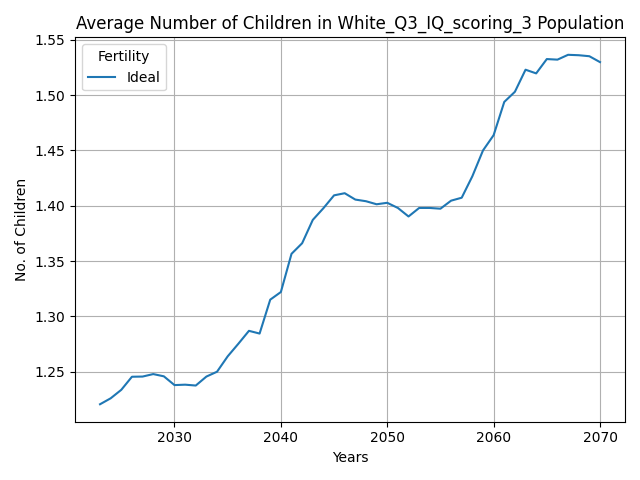 Average Number of Children in White_Q3_IQ_scoring_3 Population
Fertility
Ideal
No. of Children
1.55
1.50
1.45
1.40
1.35
1.30
1.25
2030 2040 2050 2060 2070
Years